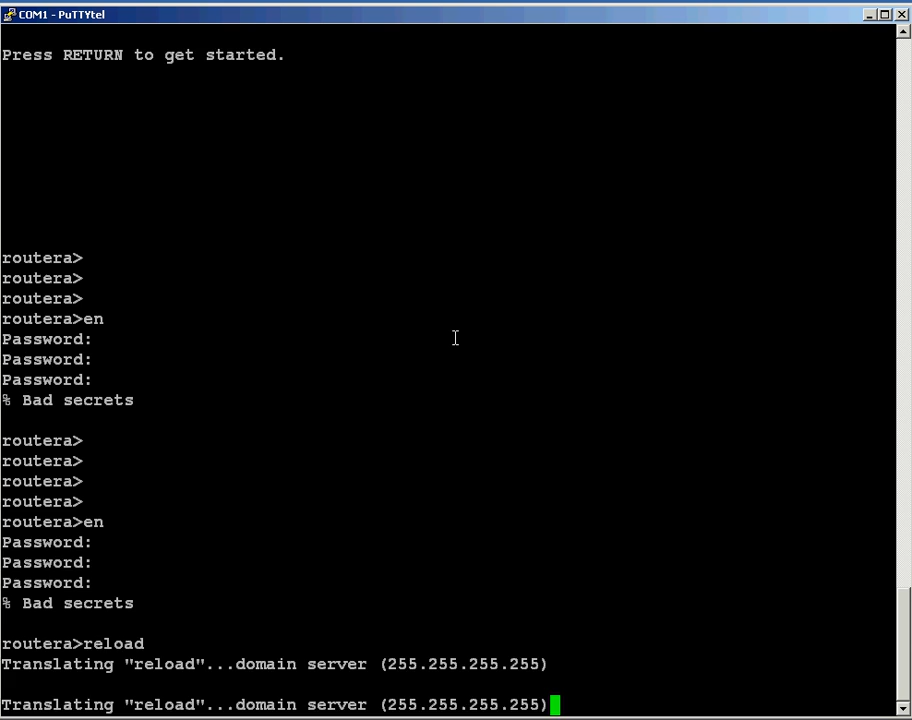 COM1 - PuTTYtel
Press RETURN to get started.
routera>
routera>
routera>
routera>en
Password:
Password:
Password:
% Bad secrets
routera>
routera>
routera>
routera>
routera>en
Password:
Password:
Password:
% Bad secrets
routera>reload
Translating "reload"...domain server (255.255.255.255)
Translating "reload"...domain server (255.255.255.255)